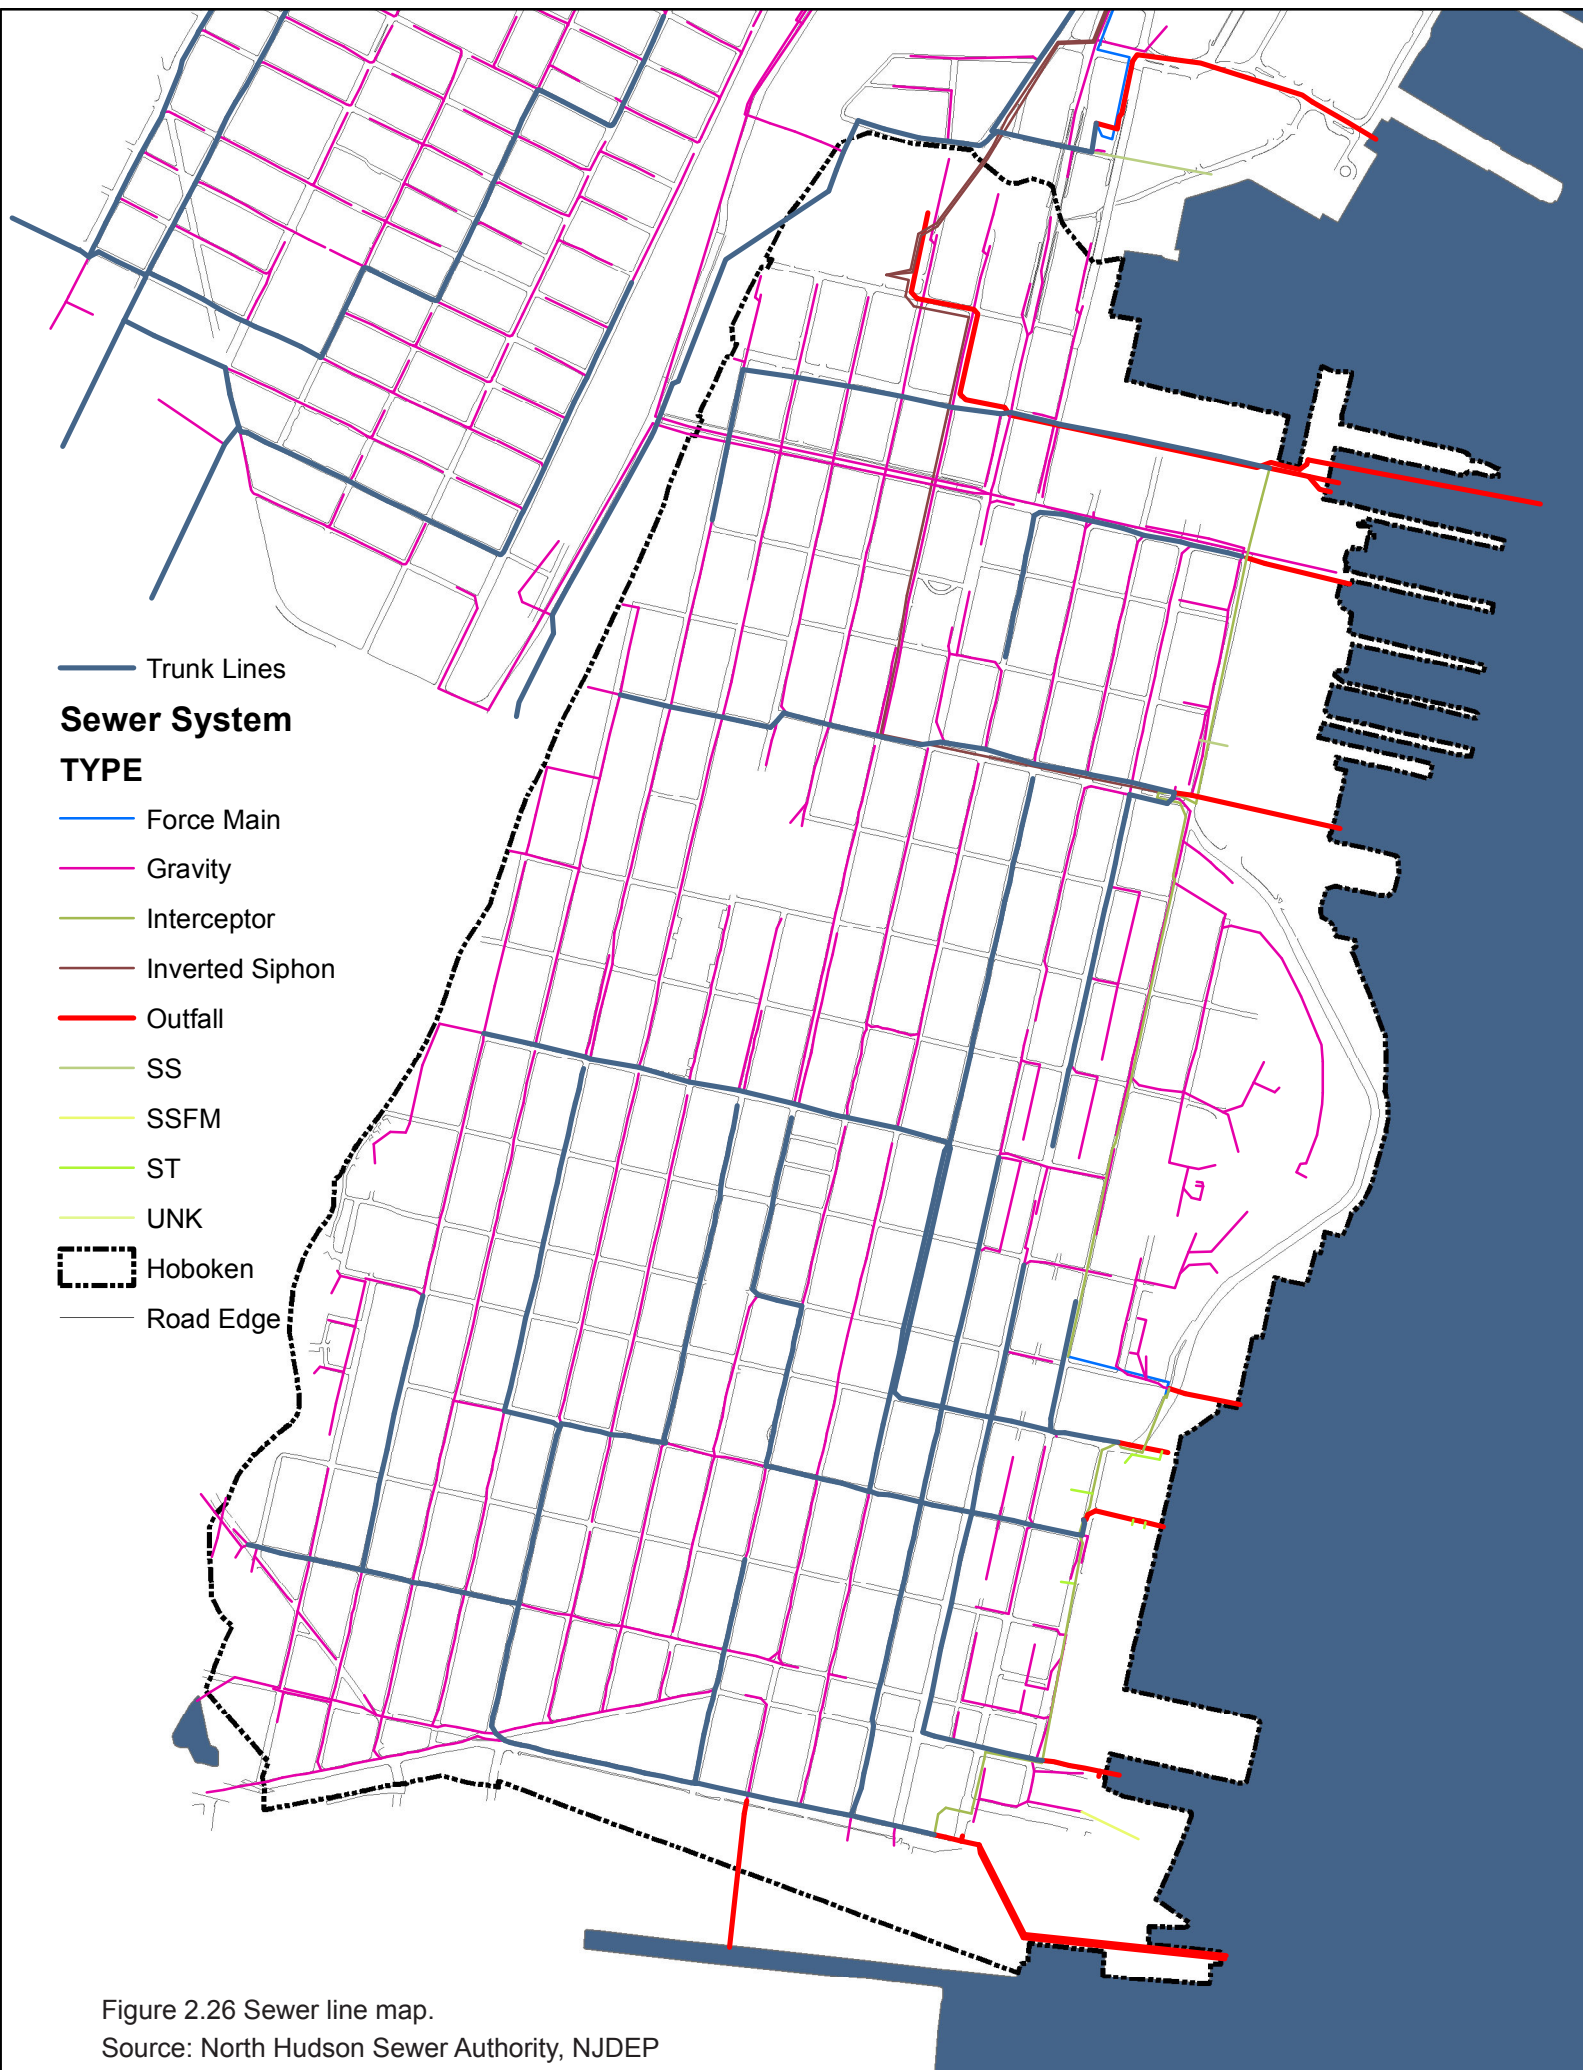 Trunk Lines
Sewer System
TYPE
Force Main
Gravity
Interceptor
Inverted Siphon
Outfall
SS
SSFM
ST
UNK
Hoboken
Road Edge
Figure 2.26 Sewer line map.
Source: North Hudson Sewer Authority, NJDEP